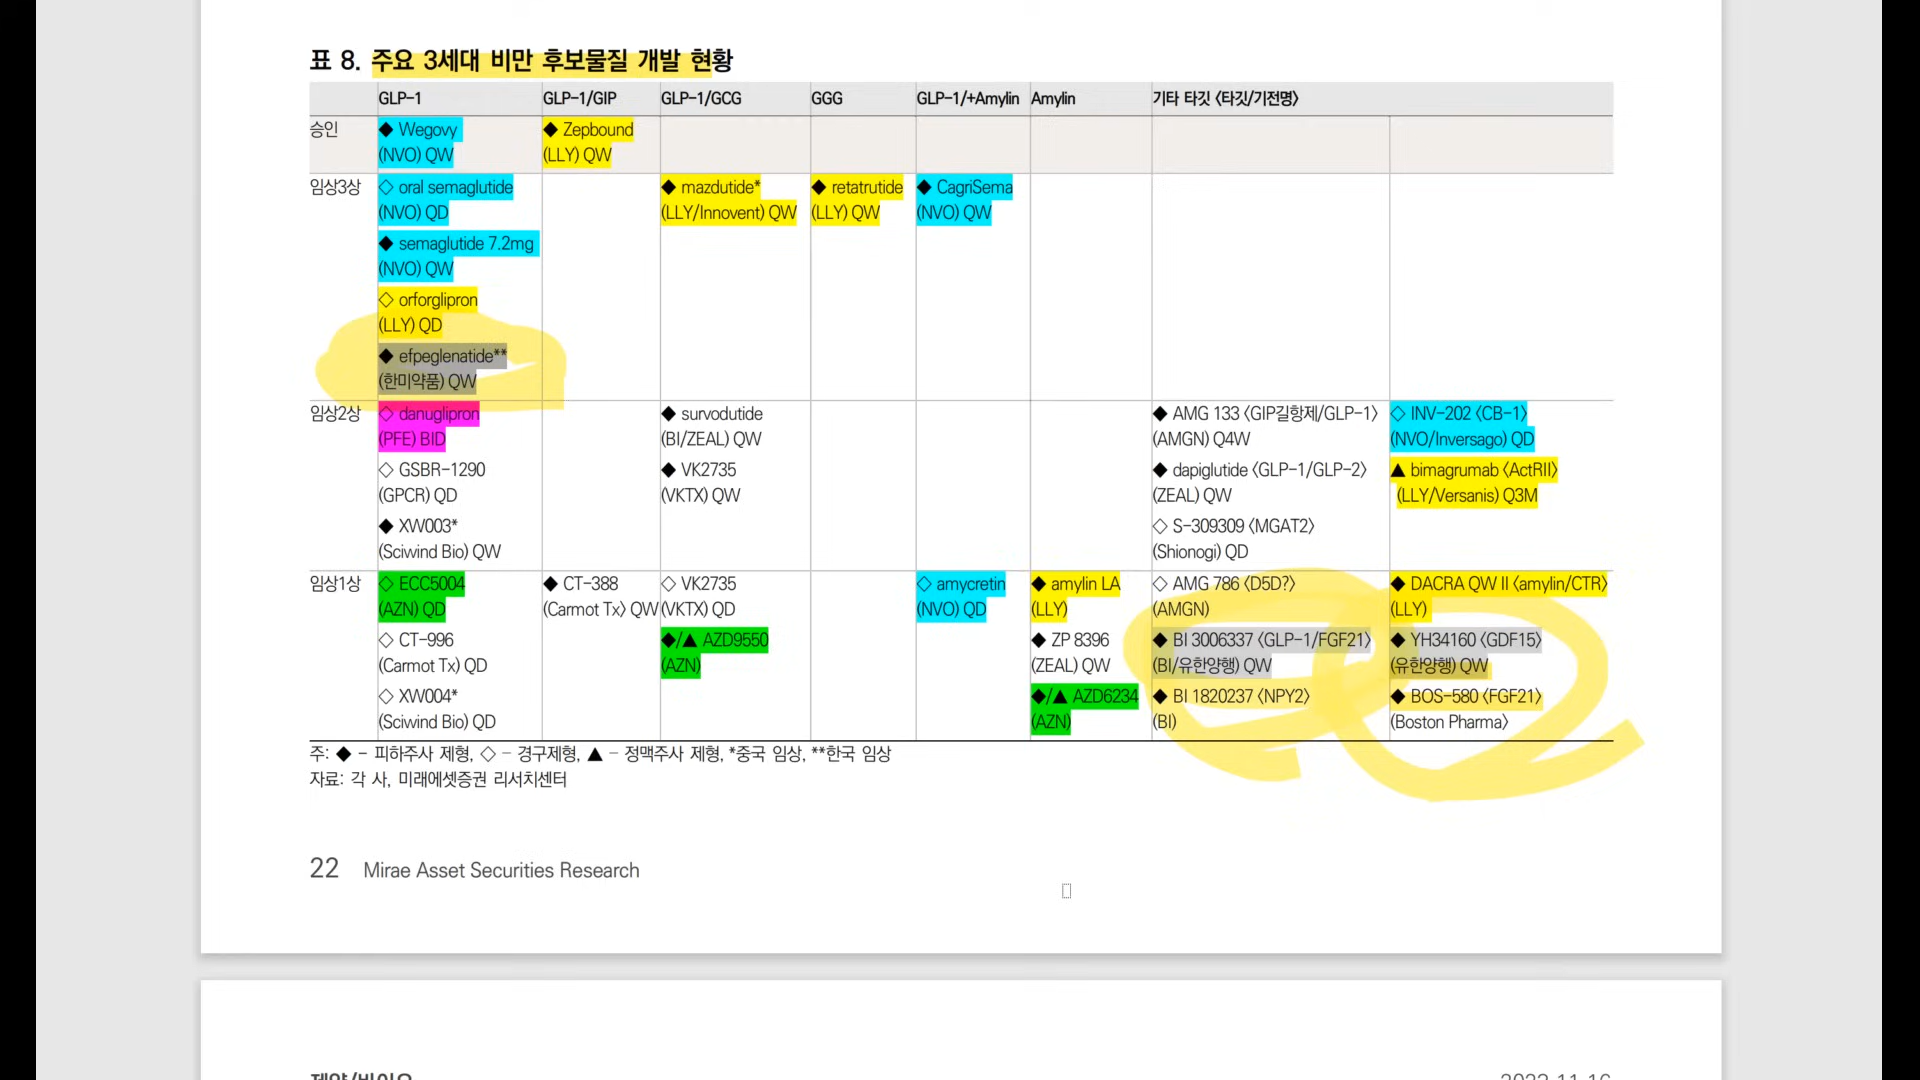 표 8. 주요 3세대 비만 후보물질 개발 현황
GLP-1 GLP-1/GIP GLP-1/GCG GGG GLP-1/+Amylin Amylin 기타 타깃 <타깃/기전명>
승인 ◆ Wegovy ◆ Zepbound
(NVO) QW (LLY) QW
임상3상 ◇ oral semaglutide ◆ mazdutide* ◆ retatrutide ◆ CagriSema
(NVO) QD (LLY/Innovent) QW (LLY) QW (NVO) QW
◆ semaglutide 7.2mg
(NVO) QW
◇ orforglipron
(LLY) QD
◆ efpeglenatide**
(한미약품) QW
임상2상 ◇ danuglipron ◆ survodutide ◆ AMG 133 <GIP길항제/GLP-1> ◇ INV-202 <CB-1>
(PFE) BID (BI/ZEAL) QW (AMGN) Q4W (NVO/Inversago) QD
◇ GSBR-1290 ◆ VK2735 ◆ dapiglutide <GLP-1/GLP-2> ▲ bimagrumab <ActRII>
(GPCR) QD (VKTX) QW (ZEAL) QW (LLY/Versanis) Q3M
◆ XW003* ◇ S-309309 <MGAT2>
(Sciwind Bio) QW (Shionogi) QD
임상1상 ◇ ECC5004 ◆ CT-388 ◇ VK2735 ◇ amycretin ◆ amylin LA ◇ AMG 786 <D5D?> ◆ DACRA QW II <amylin/CTR>
(AZN) QD (Carmot Tx> QW (VKTX) QD (NVO) QD (LLY) (AMGN) (LLY)
◇ CT-996 ◆/▲ AZD9550 ◆ ZP 8396 ◆ BI 3006337 <GLP-1/FGF21> ◆ YH34160 <GDF15>
(Carmot Tx) QD (AZN) (ZEAL) QW (BI/유한양행) QW (유한양행) QW
◇ XW004* ◆/▲ AZD6234 ◆ BI 1820237 <NPY2> ◆ BOS-580 <FGF21>
(Sciwind Bio) QD (AZN) (BI) (Boston Pharma>
주: ◆ - 피하주사 제형, ◇ - 경구제형, ▲ - 정맥주사 제형, *중국 임상, **한국 임상
자료: 각 사, 미래에셋증권 리서치센터
22 Mirae Asset Securities Research